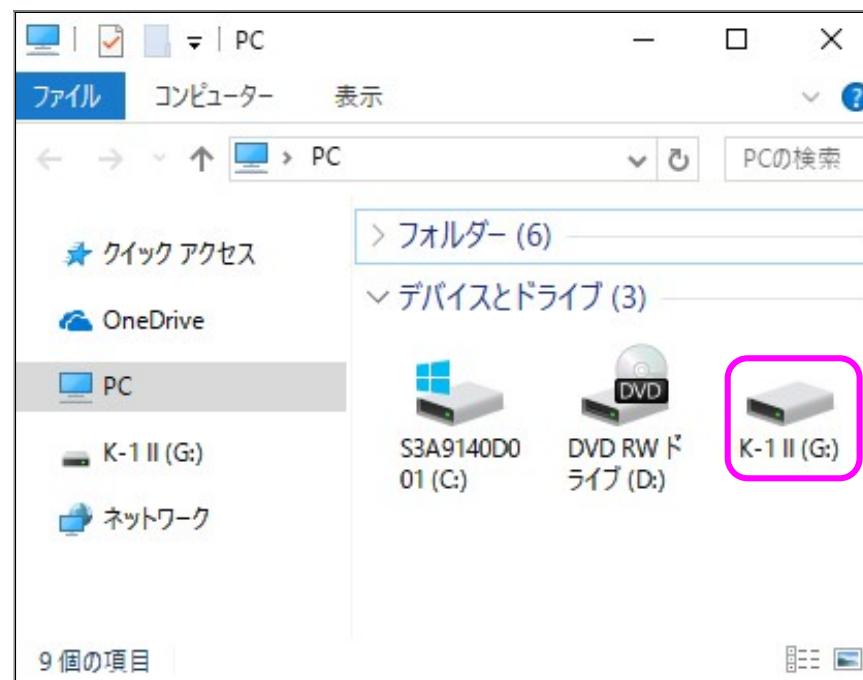 PC
ファイル コンピューター 表示 ?
PC PCの検索
クイック アクセス
OneDrive
PC
K-1 II (G:)
ネットワーク
フォルダー (6)
デバイスとドライブ (3)
DVD
S3A9140D0
01 (C:)
DVD RW ド
ライブ (D:)
K-1 II (G:)
9 個の項目